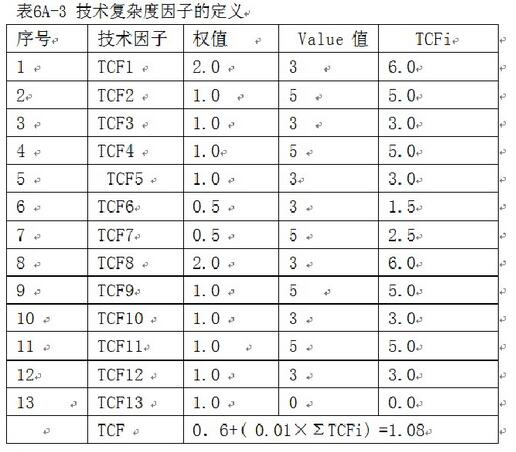 表6A-3 技术复杂度因子的定义
序号 技术因子 权值 Value 值 TCFi
1 TCF1 2.0 3 6.0
2 TCF2 1.0 5 5.0
3 TCF3 1.0 3 3.0
4 TCF4 1.0 5 5.0
5 TCF5 1.0 3 3.0
6 TCF6 0.5 3 1.5
7 TCF7 0.5 5 2.5
8 TCF8 2.0 3 6.0
9 TCF9 1.0 5 5.0
10 TCF10 1.0 3 3.0
11 TCF11 1.0 5 5.0
12 TCF12 1.0 3 3.0
13 TCF13 1.0 0 0.0
TCF 0. 6+( 0.01×ΣTCFi) =1.08